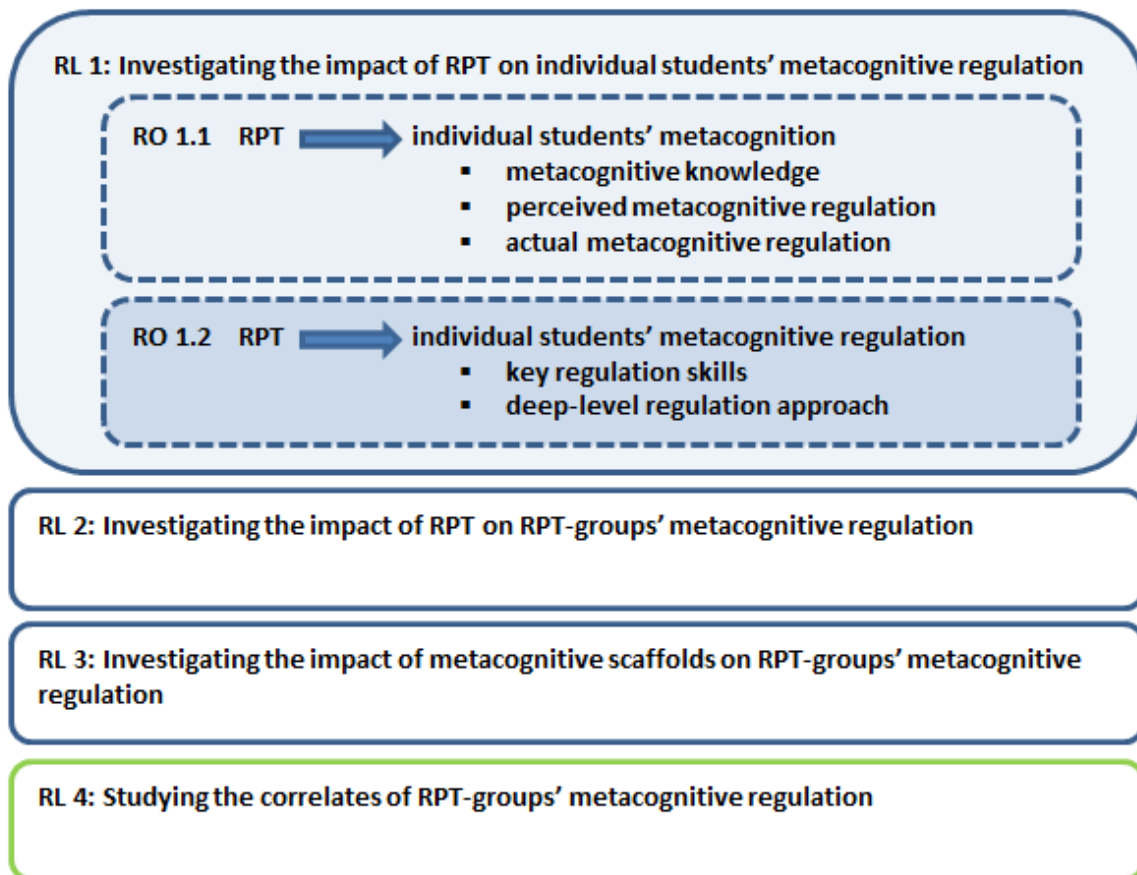 RL 1: Investigating the impact of RPT on individual students’ metacognitive regulation
RO 1.1 RPT individual students’ metacognition
▪ metacognitive knowledge
▪ perceived metacognitive regulation
▪ actual metacognitive regulation
RO 1.2 RPT individual students’ metacognitive regulation
▪ key regulation skills
▪ deep-level regulation approach
RL 2: Investigating the impact of RPT on RPT-groups’ metacognitive regulation
RL 3: Investigating the impact of metacognitive scaffolds on RPT-groups’ metacognitive
regulation
RL 4: Studying the correlates of RPT-groups’ metacognitive regulation